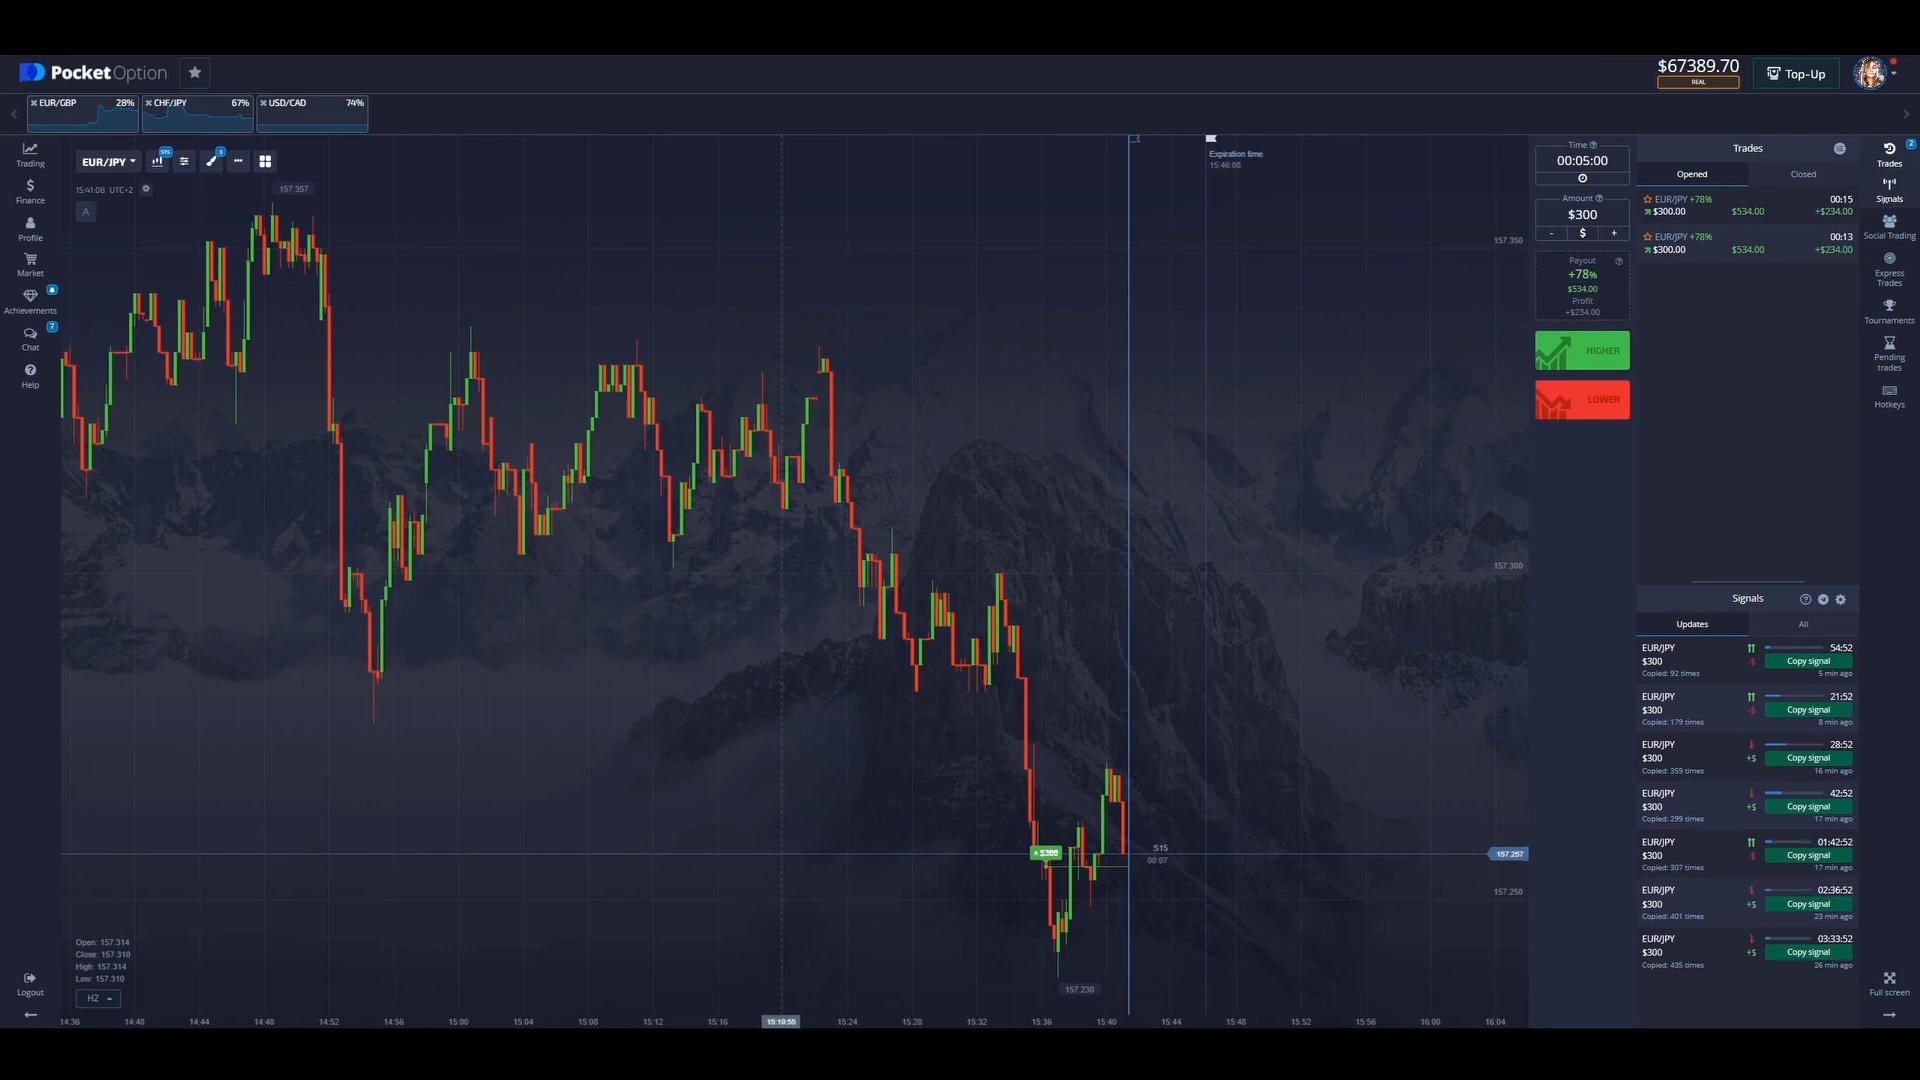 PocketOption
$67389.70
REAL
Top-Up
EUR/GBP 28%
CHF/JPY 67%
USD/CAD 74%
Trading
Finance
Profile
Market
Achievements
7
Chat
Help
Logout
EUR/JPY
S15
3
15:41:08 UTC+2
A
157.357
Expiration time
15:46:08
157.350
157.300
157.257
157.250
157.238
$300
S15
00:07
Open: 157.314
Close: 157.310
High: 157.314
Low: 157.310
H2
14:36 14:40 14:44 14:48 14:52 14:56 15:00 15:04 15:08 15:12 15:16 15:19:55 15:24 15:28 15:32 15:36 15:40 15:44 15:48 15:52 15:56 16:00 16:04
Time
00:05:00
Amount
$300
- $ +
Payout
+78%
$534.00
Profit
+$234.00
HIGHER
LOWER
Trades
Opened Closed
EUR/JPY +78% 00:15
$300.00 $534.00 +$234.00
EUR/JPY +78% 00:13
$300.00 $534.00 +$234.00
Signals
Updates All
EUR/JPY 54:52
$300 -$ Copy signal
Copied: 92 times 5 min ago
EUR/JPY 21:52
$300 -$ Copy signal
Copied: 179 times 8 min ago
EUR/JPY 28:52
$300 +$ Copy signal
Copied: 359 times 16 min ago
EUR/JPY 42:52
$300 +$ Copy signal
Copied: 299 times 17 min ago
EUR/JPY 01:42:52
$300 -$ Copy signal
Copied: 307 times 17 min ago
EUR/JPY 02:36:52
$300 +$ Copy signal
Copied: 401 times 23 min ago
EUR/JPY 03:33:52
$300 +$ Copy signal
Copied: 435 times 26 min ago
2
Trades
Signals
Social Trading
Express
Trades
Tournaments
Pending
trades
Hotkeys
Full screen